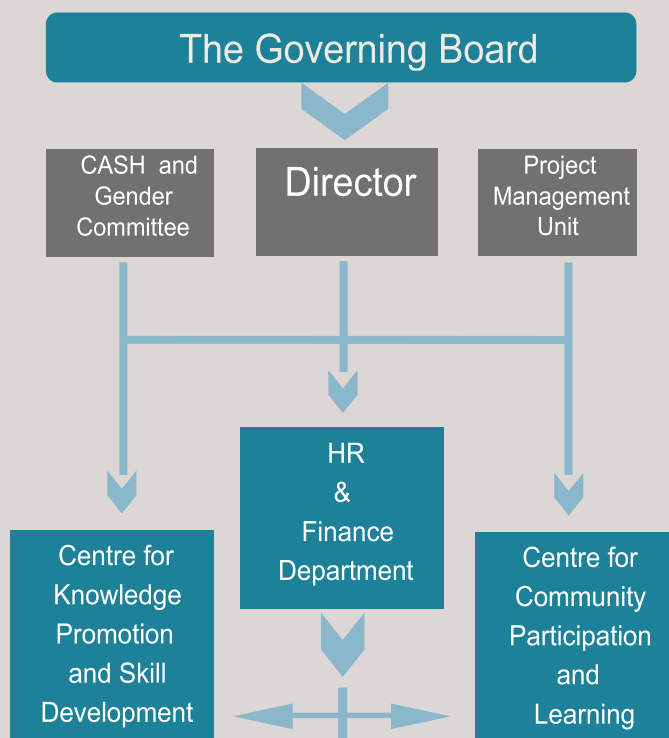 The Governing Board
CASH and
Gender
Committee
Director
Project
Management
Unit
HR
&
Finance
Department
Centre for
Knowledge
Promotion
and Skill
Development
Centre for
Community
Participation
and
Learning